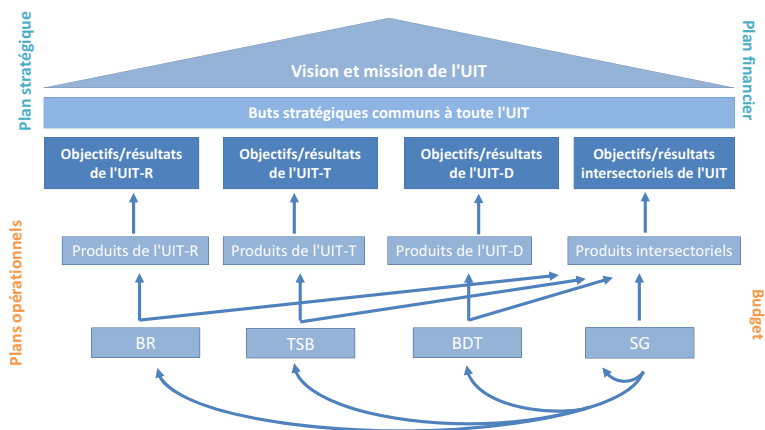 Plan stratégique
Plan financier
Vision et mission de l'UIT
Buts stratégiques communs à toute l'UIT
Objectifs/résultats
de l'UIT-R
Objectifs/résultats
de l'UIT-T
Objectifs/résultats
de l'UIT-D
Objectifs/résultats
intersectoriels de l'UIT
Plans opérationnels
Produits de l'UIT-R
Produits de l'UIT-T
Produits de l'UIT-D
Produits intersectoriels
Budget
BR
TSB
BDT
SG